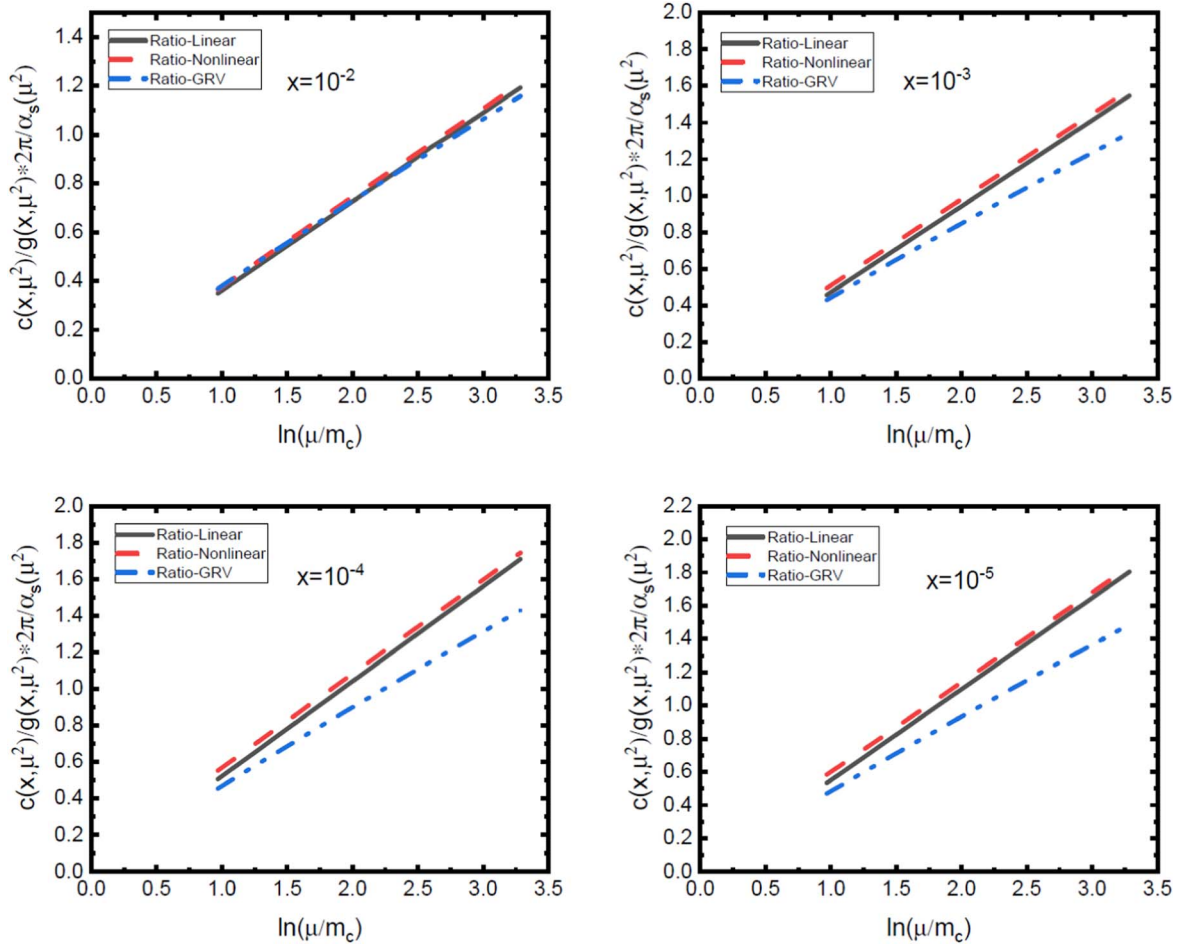 1.4
1.2
1.0
0.8
0.6
0.4
0.2
0.0
c(x,μ²)/g(x,μ²)*2π/αₛ(μ²)
Ratio-Linear
Ratio-Nonlinear
Ratio-GRV
x=10⁻²
0.0 0.5 1.0 1.5 2.0 2.5 3.0 3.5
ln(μ/m_c)
2.0
1.8
1.6
1.4
1.2
1.0
0.8
0.6
0.4
0.2
0.0
c(x,μ²)/g(x,μ²)*2π/αₛ(μ²)
Ratio-Linear
Ratio-Nonlinear
Ratio-GRV
x=10⁻³
0.0 0.5 1.0 1.5 2.0 2.5 3.0 3.5
ln(μ/m_c)
2.0
1.8
1.6
1.4
1.2
1.0
0.8
0.6
0.4
0.2
0.0
c(x,μ²)/g(x,μ²)*2π/αₛ(μ²)
Ratio-Linear
Ratio-Nonlinear
Ratio-GRV
x=10⁻⁴
0.0 0.5 1.0 1.5 2.0 2.5 3.0 3.5
ln(μ/m_c)
2.2
2.0
1.8
1.6
1.4
1.2
1.0
0.8
0.6
0.4
0.2
0.0
c(x,μ²)/g(x,μ²)*2π/αₛ(μ²)
Ratio-Linear
Ratio-Nonlinear
Ratio-GRV
x=10⁻⁵
0.0 0.5 1.0 1.5 2.0 2.5 3.0 3.5
ln(μ/m_c)